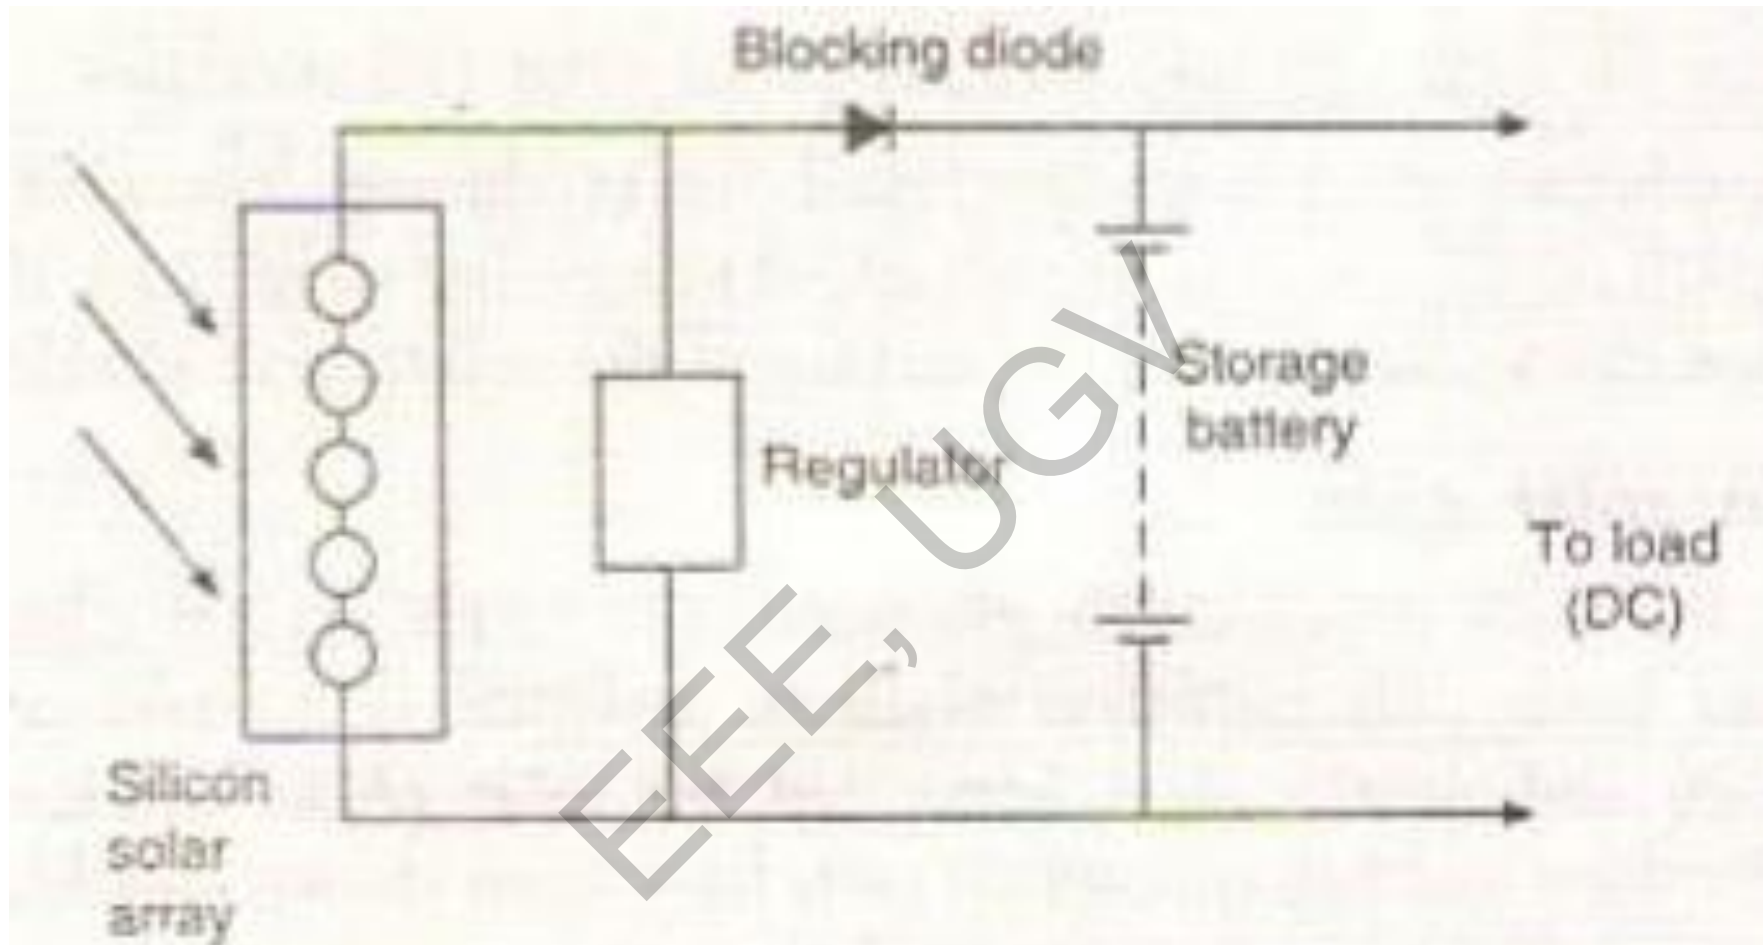 Blocking diode
Storage
battery
Regulator
To load
(DC)
Silicon
solar
array
EEE, UGV